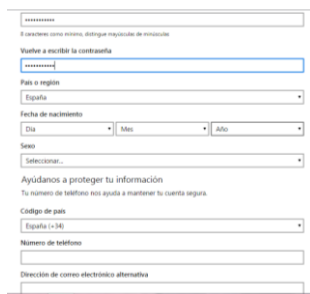 8 caracteres como mínimo, distingue mayúsculas de minúsculas
Vuelve a escribir la contraseña
País o región
España
Fecha de nacimiento
Día Mes Año
Sexo
Seleccionar...
Ayúdanos a proteger tu información
Tu número de teléfono nos ayuda a mantener tu cuenta segura.
Código de país
España (+34)
Número de teléfono
Dirección de correo electrónico alternativa